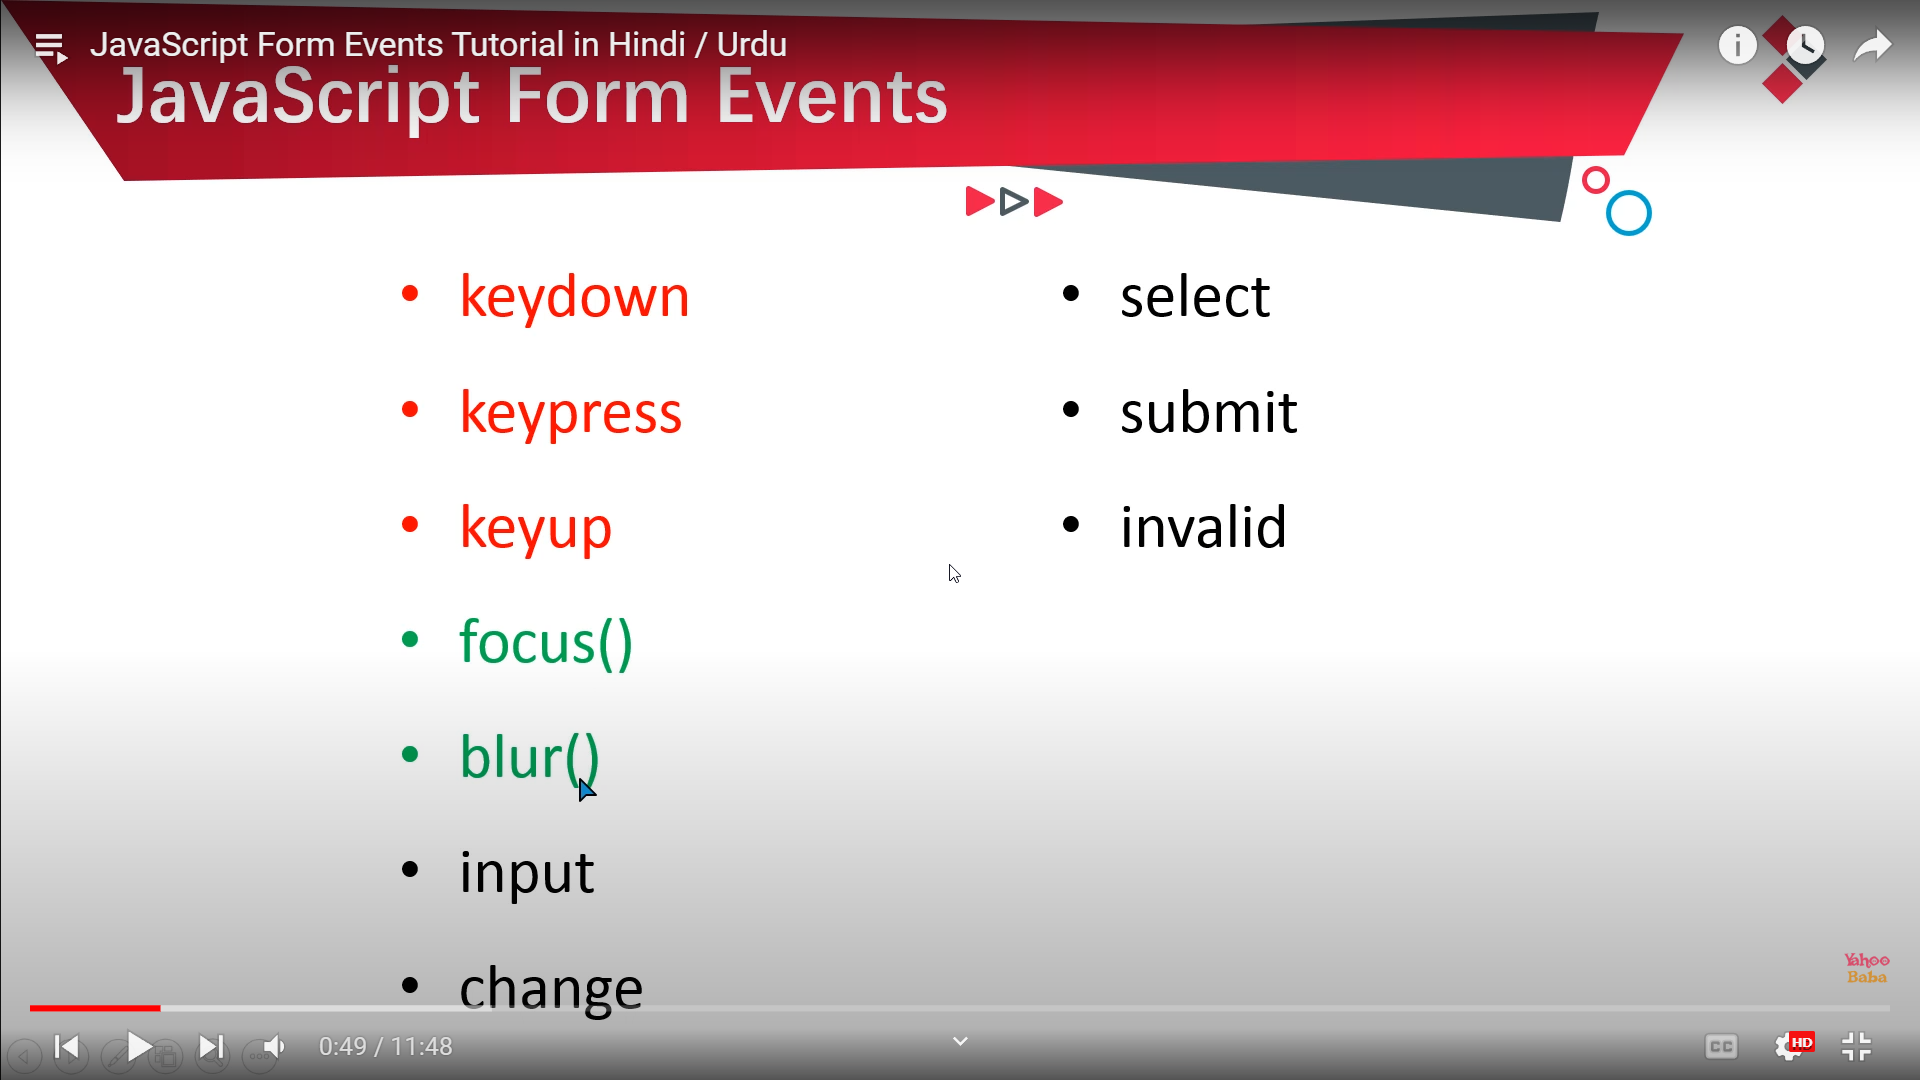 JavaScript Form Events Tutorial in Hindi / Urdu
JavaScript Form Events
• keydown
• keypress
• keyup
• focus()
• blur()
• input
• change
• select
• submit
• invalid
Yahoo
Baba
0:49 / 11:48
CC
HD